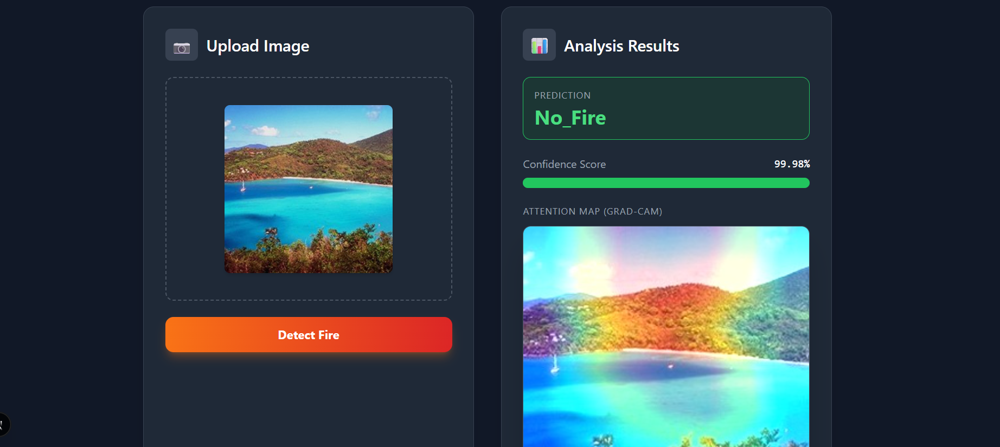 Upload Image
Detect Fire
Analysis Results
PREDICTION
No_Fire
Confidence Score 99.98%
ATTENTION MAP (GRAD-CAM)